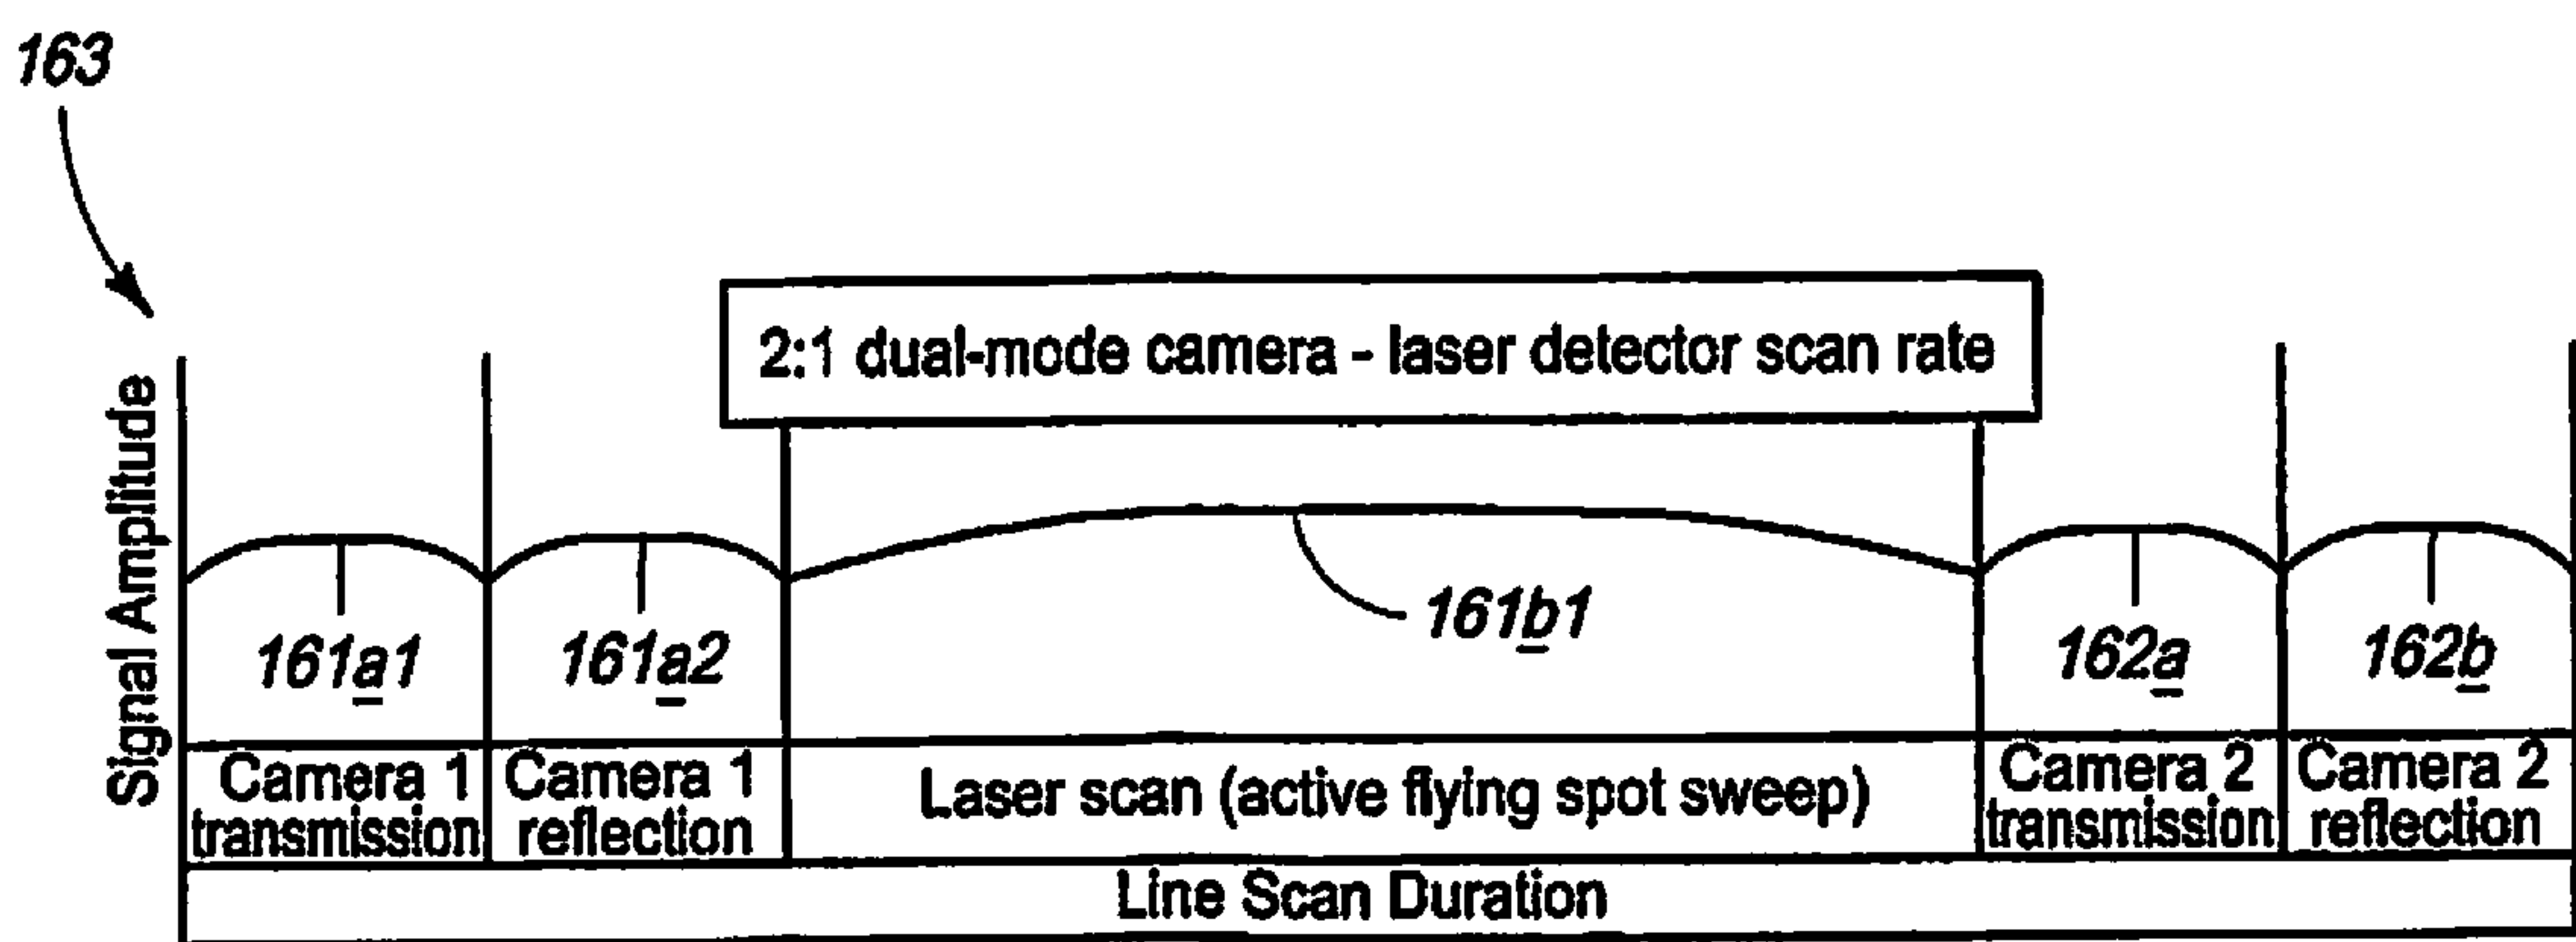 163
2:1 dual-mode camera - laser detector scan rate
Signal Amplitude
161a1
161a2
161b1
162a
162b
Camera 1
transmission
Camera 1
reflection
Laser scan (active flying spot sweep)
Camera 2
transmission
Camera 2
reflection
Line Scan Duration